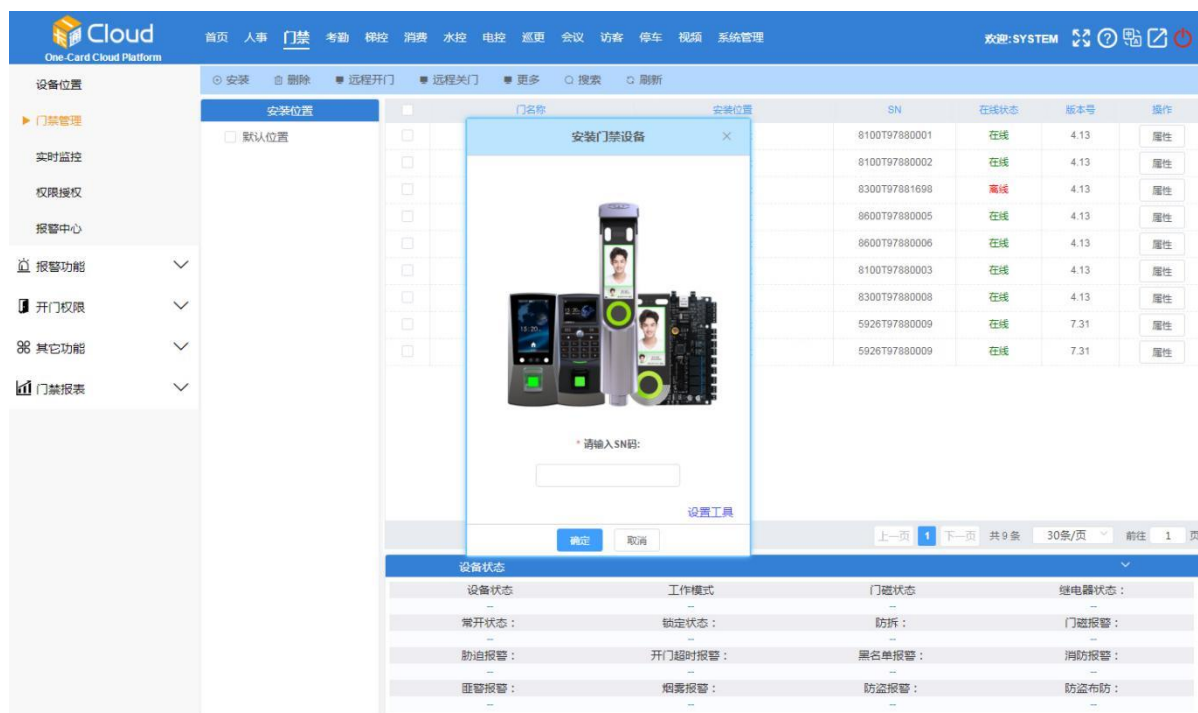 Cloud
One-Card Cloud Platform
首页 人事 门禁 考勤 梯控 消费 水控 电控 巡更 会议 访客 停车 视频 系统管理
欢迎:SYSTEM
设备位置
门禁管理
实时监控
权限授权
报警中心
报警功能
开门权限
其它功能
门禁报表
安装 删除 远程开门 远程关门 更多 搜索 刷新
安装位置
默认位置
门名称 安装位置 SN 在线状态 版本号 操作
8100T97880001 在线 4.13 属性
8100T97880002 在线 4.13 属性
8300T97881698 离线 4.13 属性
8600T97880005 在线 4.13 属性
8600T97880006 在线 4.13 属性
8100T97880003 在线 4.13 属性
8300T97880008 在线 4.13 属性
5926T97880009 在线 7.31 属性
5926T97880009 在线 7.31 属性
安装门禁设备
* 请输入SN码:
设置工具
确定 取消
上一页 1 下一页 共9条 30条/页 前往 1 页
设备状态
设备状态 工作模式 门磁状态 继电器状态：
-- -- -- --
常开状态： 锁定状态： 防拆： 门磁报警：
-- -- -- --
胁迫报警： 开门超时报警： 黑名单报警： 消防报警：
-- -- -- --
匪警报警： 烟雾报警： 防盗报警： 防盗布防：
-- -- -- --